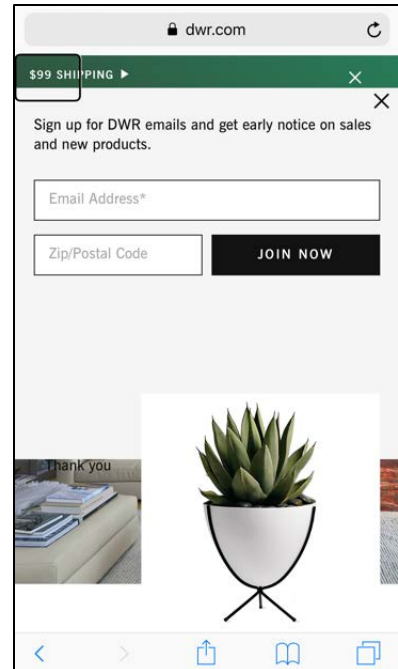 dwr.com
$99 SHIPPING
Sign up for DWR emails and get early notice on sales
and new products.
Email Address*
Zip/Postal Code JOIN NOW
Thank you